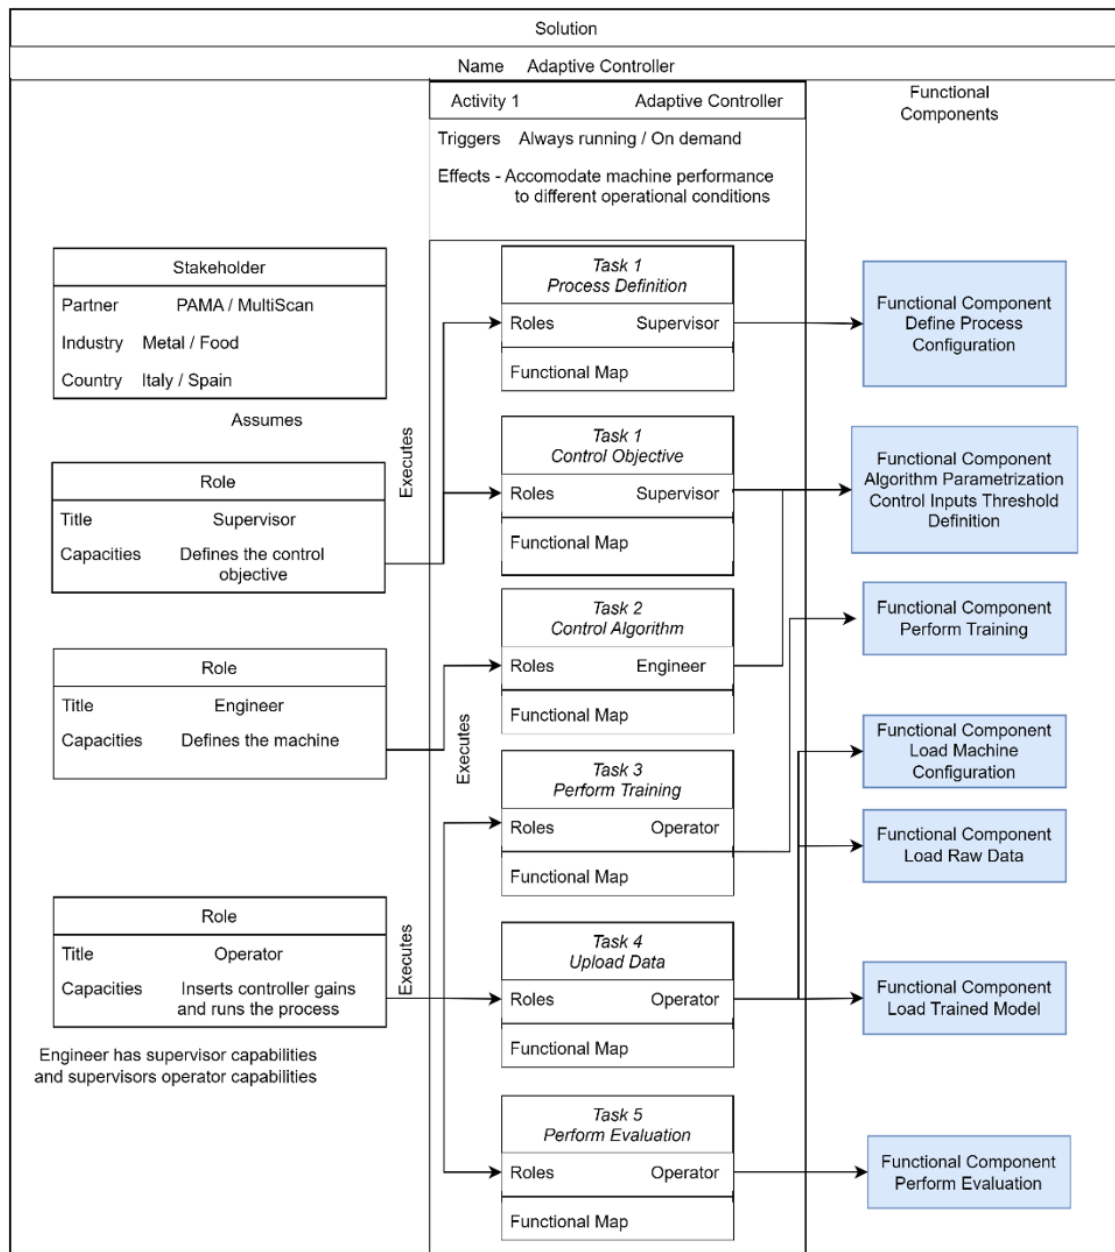 Solution
Name Adaptive Controller
Activity 1 Adaptive Controller
Triggers Always running / On demand
Effects - Accomodate machine performance
to different operational conditions
Functional
Components
Stakeholder
Partner PAMA / MultiScan
Industry Metal / Food
Country Italy / Spain
Assumes
Role
Title Supervisor
Capacities Defines the control
objective
Role
Title Engineer
Capacities Defines the machine
Role
Title Operator
Capacities Inserts controller gains
and runs the process
Engineer has supervisor capabilities
and supervisors operator capabilities
Executes
Executes
Executes
Task 1
Process Definition
Roles Supervisor
Functional Map
Task 1
Control Objective
Roles Supervisor
Functional Map
Task 2
Control Algorithm
Roles Engineer
Functional Map
Task 3
Perform Training
Roles Operator
Functional Map
Task 4
Upload Data
Roles Operator
Functional Map
Task 5
Perform Evaluation
Roles Operator
Functional Map
Functional Component
Define Process
Configuration
Functional Component
Algorithm Parametrization
Control Inputs Threshold
Definition
Functional Component
Perform Training
Functional Component
Load Machine
Configuration
Functional Component
Load Raw Data
Functional Component
Load Trained Model
Functional Component
Perform Evaluation